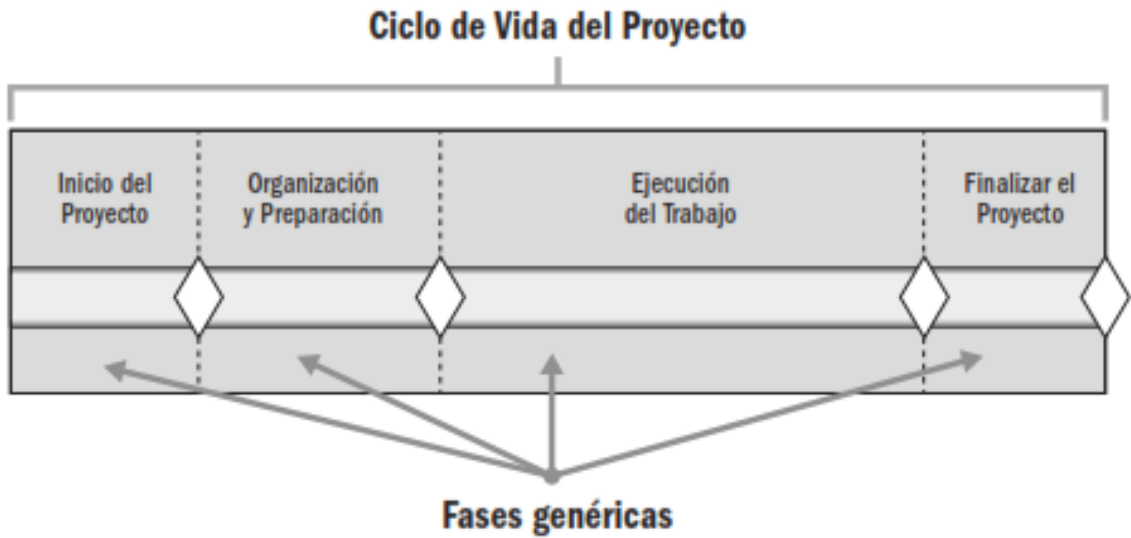 Ciclo de Vida del Proyecto
Inicio del
Proyecto
Organización
y Preparación
Ejecución
del Trabajo
Finalizar el
Proyecto
Fases genéricas